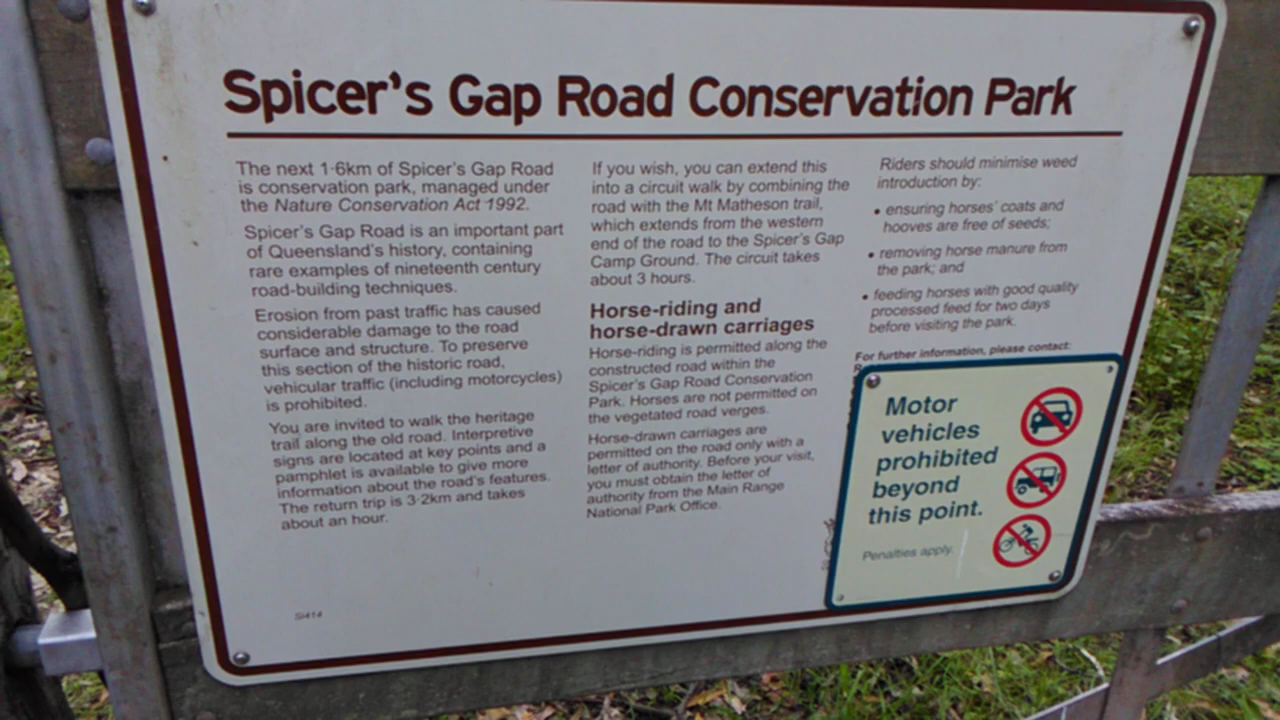 Spicer's Gap Road Conservation Park
The next 1·6km of Spicer's Gap Road
is conservation park, managed under
the Nature Conservation Act 1992.
Spicer's Gap Road is an important part
of Queensland's history, containing
rare examples of nineteenth century
road-building techniques.
Erosion from past traffic has caused
considerable damage to the road
surface and structure. To preserve
this section of the historic road,
vehicular traffic (including motorcycles)
is prohibited.
You are invited to walk the heritage
trail along the old road. Interpretive
signs are located at key points and a
pamphlet is available to give more
information about the road's features.
The return trip is 3·2km and takes
about an hour.
SI414
If you wish, you can extend this
into a circuit walk by combining the
road with the Mt Matheson trail,
which extends from the western
end of the road to the Spicer's Gap
Camp Ground. The circuit takes
about 3 hours.
Horse-riding and
horse-drawn carriages
Horse-riding is permitted along the
constructed road within the
Spicer's Gap Road Conservation
Park. Horses are not permitted on
the vegetated road verges.
Horse-drawn carriages are
permitted on the road only with a
letter of authority. Before your visit,
you must obtain the letter of
authority from the Main Range
National Park Office.
Riders should minimise weed
introduction by:
• ensuring horses' coats and
hooves are free of seeds;
• removing horse manure from
the park; and
• feeding horses with good quality
processed feed for two days
before visiting the park.
For further information, please contact:
Motor
vehicles
prohibited
beyond
this point.
Penalties apply.